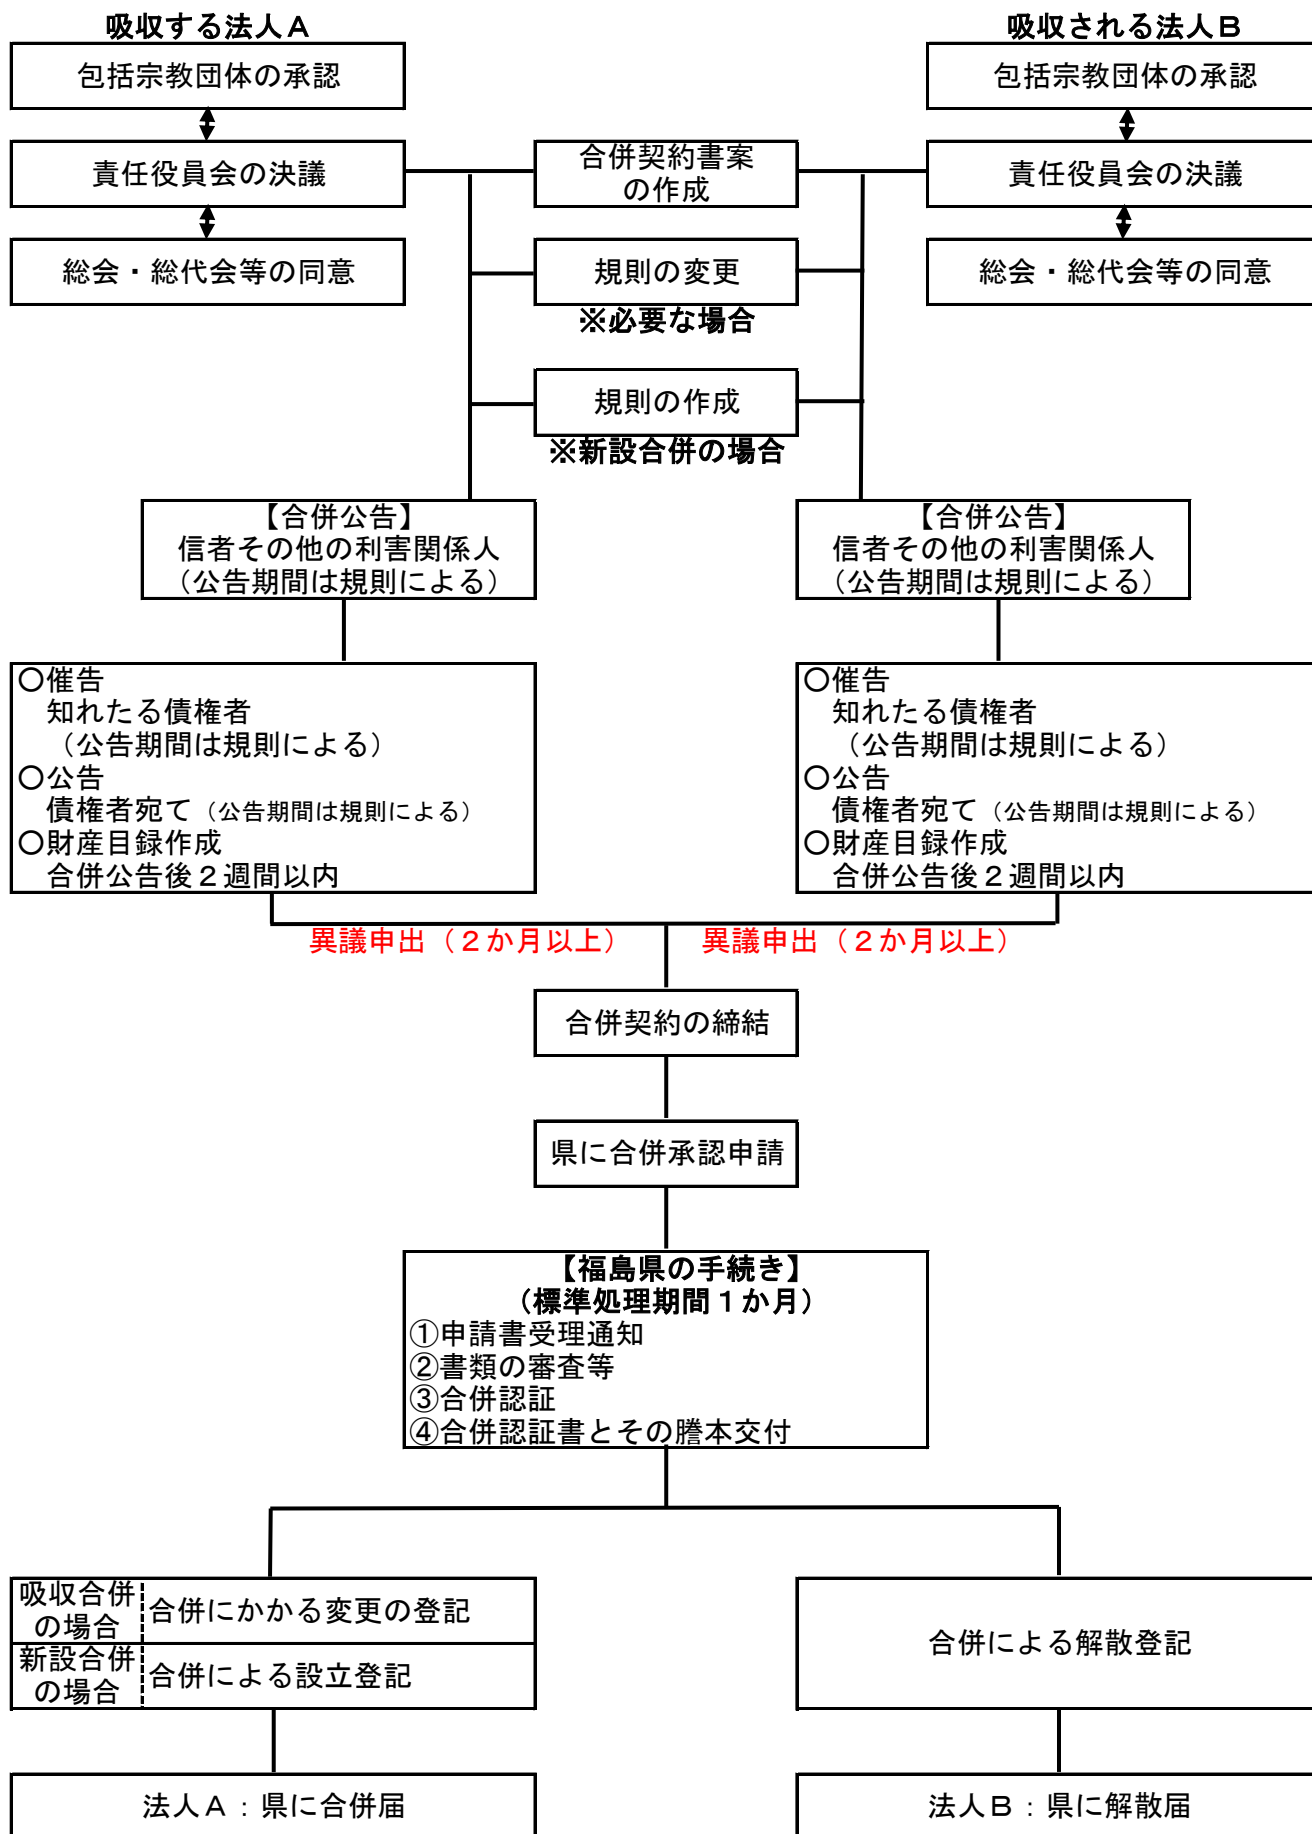 吸収する法人Ａ
吸収される法人Ｂ
包括宗教団体の承認
包括宗教団体の承認
責任役員会の決議
合併契約書案
の作成
責任役員会の決議
総会・総代会等の同意
規則の変更
総会・総代会等の同意
※必要な場合
規則の作成
※新設合併の場合
【合併公告】
信者その他の利害関係人
（公告期間は規則による）
【合併公告】
信者その他の利害関係人
（公告期間は規則による）
○催告
知れたる債権者
（公告期間は規則による）
○公告
債権者宛て（公告期間は規則による）
○財産目録作成
合併公告後２週間以内
○催告
知れたる債権者
（公告期間は規則による）
○公告
債権者宛て（公告期間は規則による）
○財産目録作成
合併公告後２週間以内
異議申出（２か月以上）
異議申出（２か月以上）
合併契約の締結
県に合併承認申請
【福島県の手続き】
（標準処理期間１か月）
①申請書受理通知
②書類の審査等
③合併認証
④合併認証書とその謄本交付
吸収合併
の場合
合併にかかる変更の登記
新設合併
の場合
合併による設立登記
合併による解散登記
法人Ａ：県に合併届
法人Ｂ：県に解散届